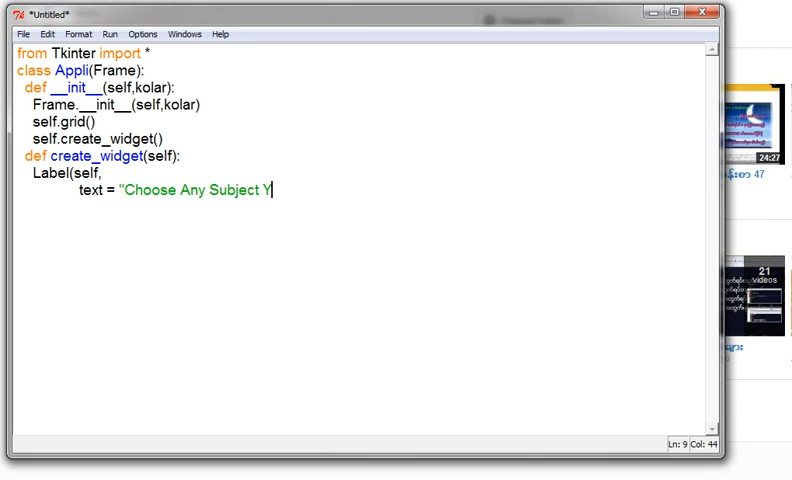 *Untitled*
File Edit Format Run Options Windows Help
from Tkinter import *
class Appli(Frame):
def __init__(self,kolar):
Frame.__init__(self,kolar)
self.grid()
self.create_widget()
def create_widget(self):
Label(self,
text = "Choose Any Subject Y
Ln: 9 Col: 44
24:27
47
21
videos